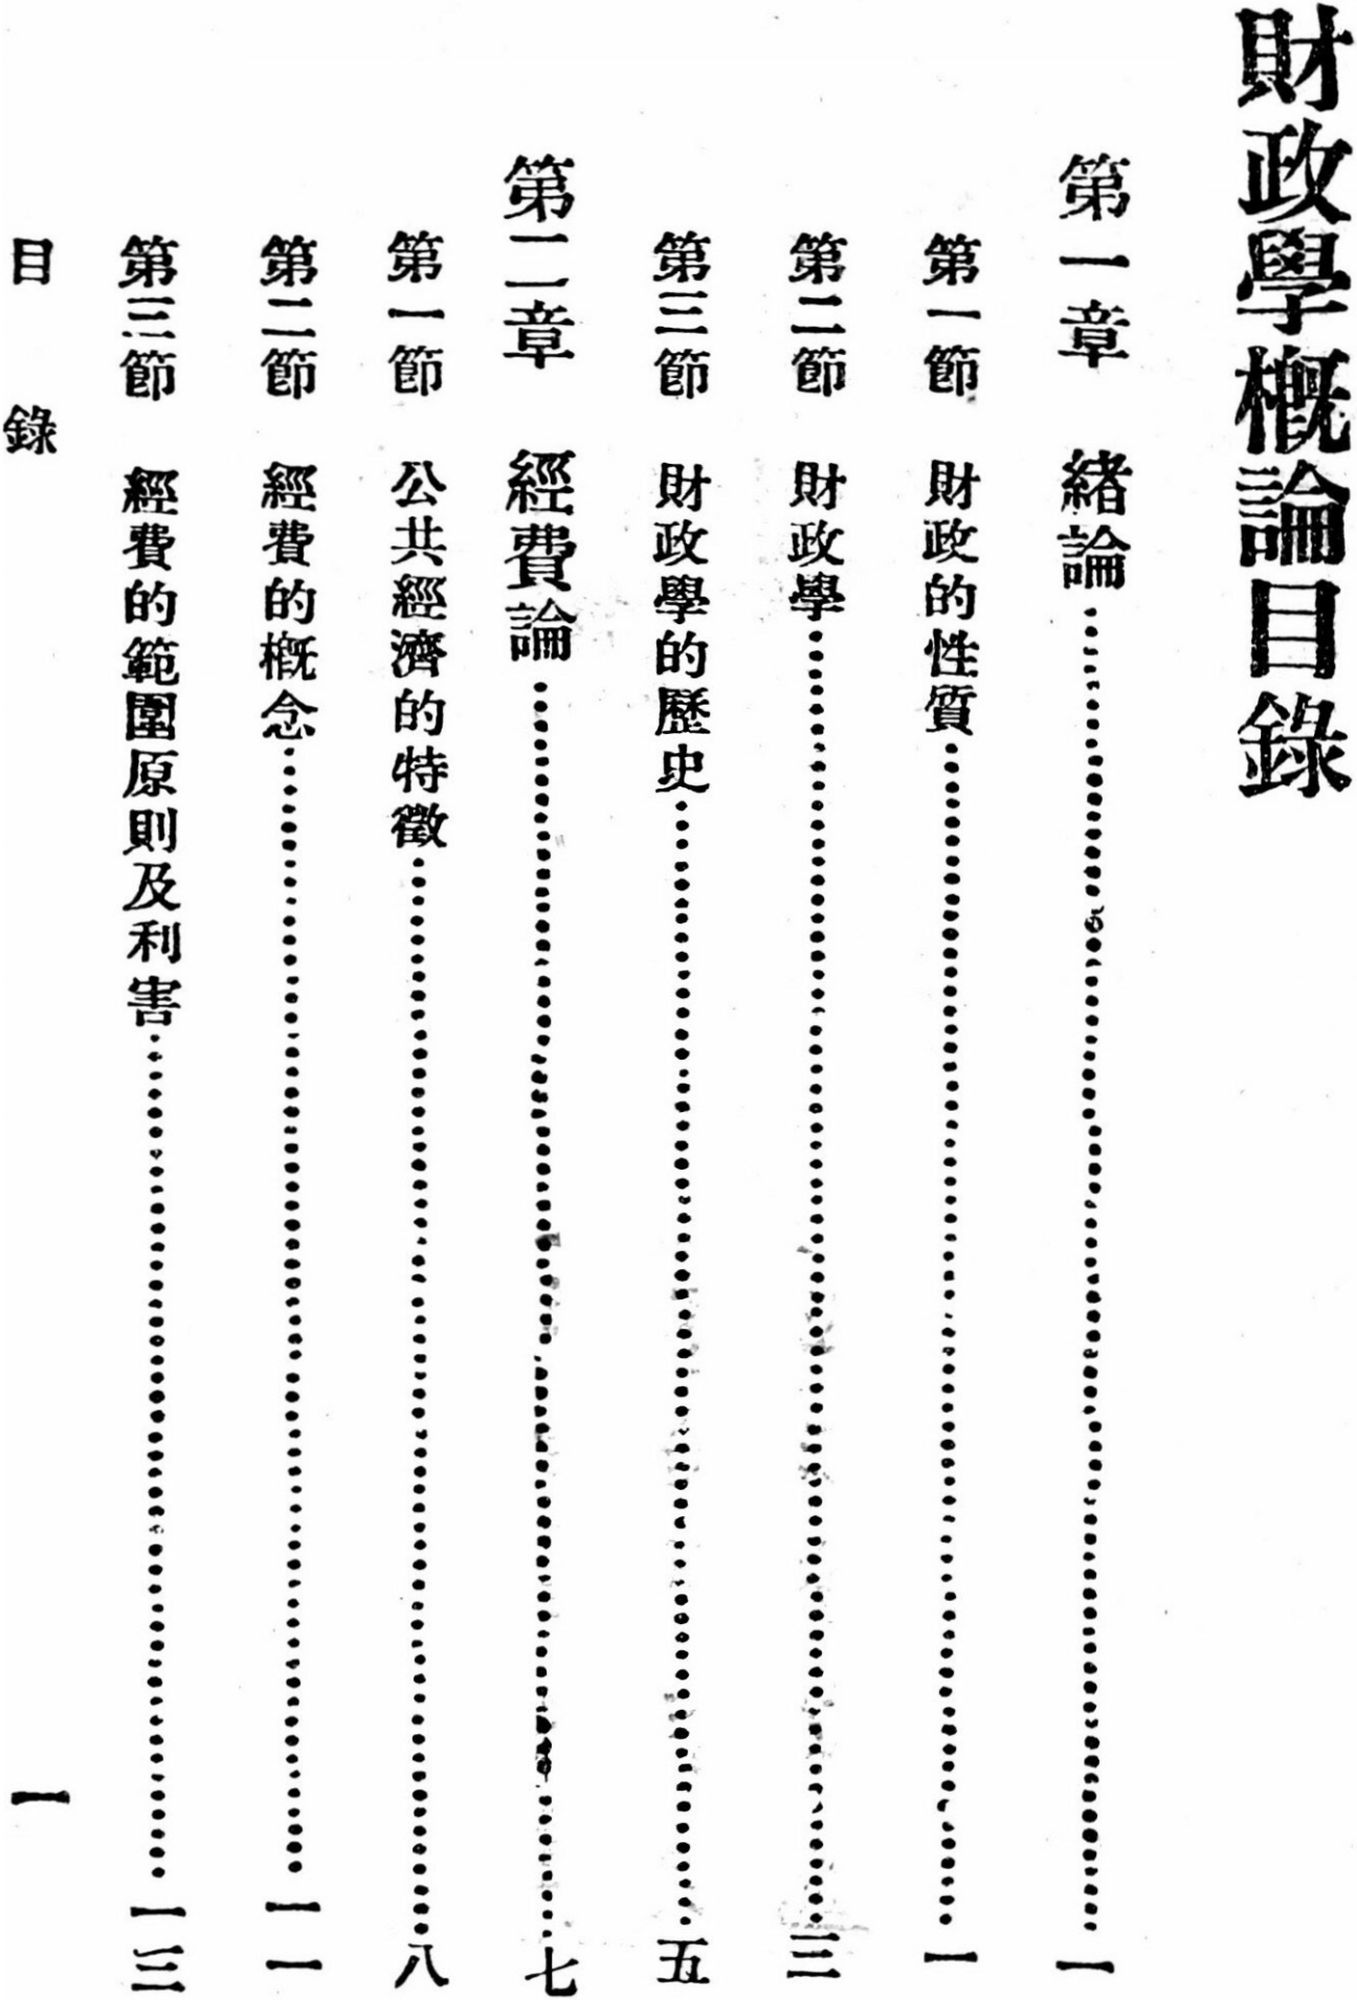 財政學概論目錄
第一章　緒論……一
第一節　財政的性質……一
第二節　財政學……三
第三節　財政學的歷史……五
第二章　經費論……七
第一節　公共經濟的特徵……八
第二節　經費的概念……一一
第三節　經費的範圍原則及利害……一三
目錄　一